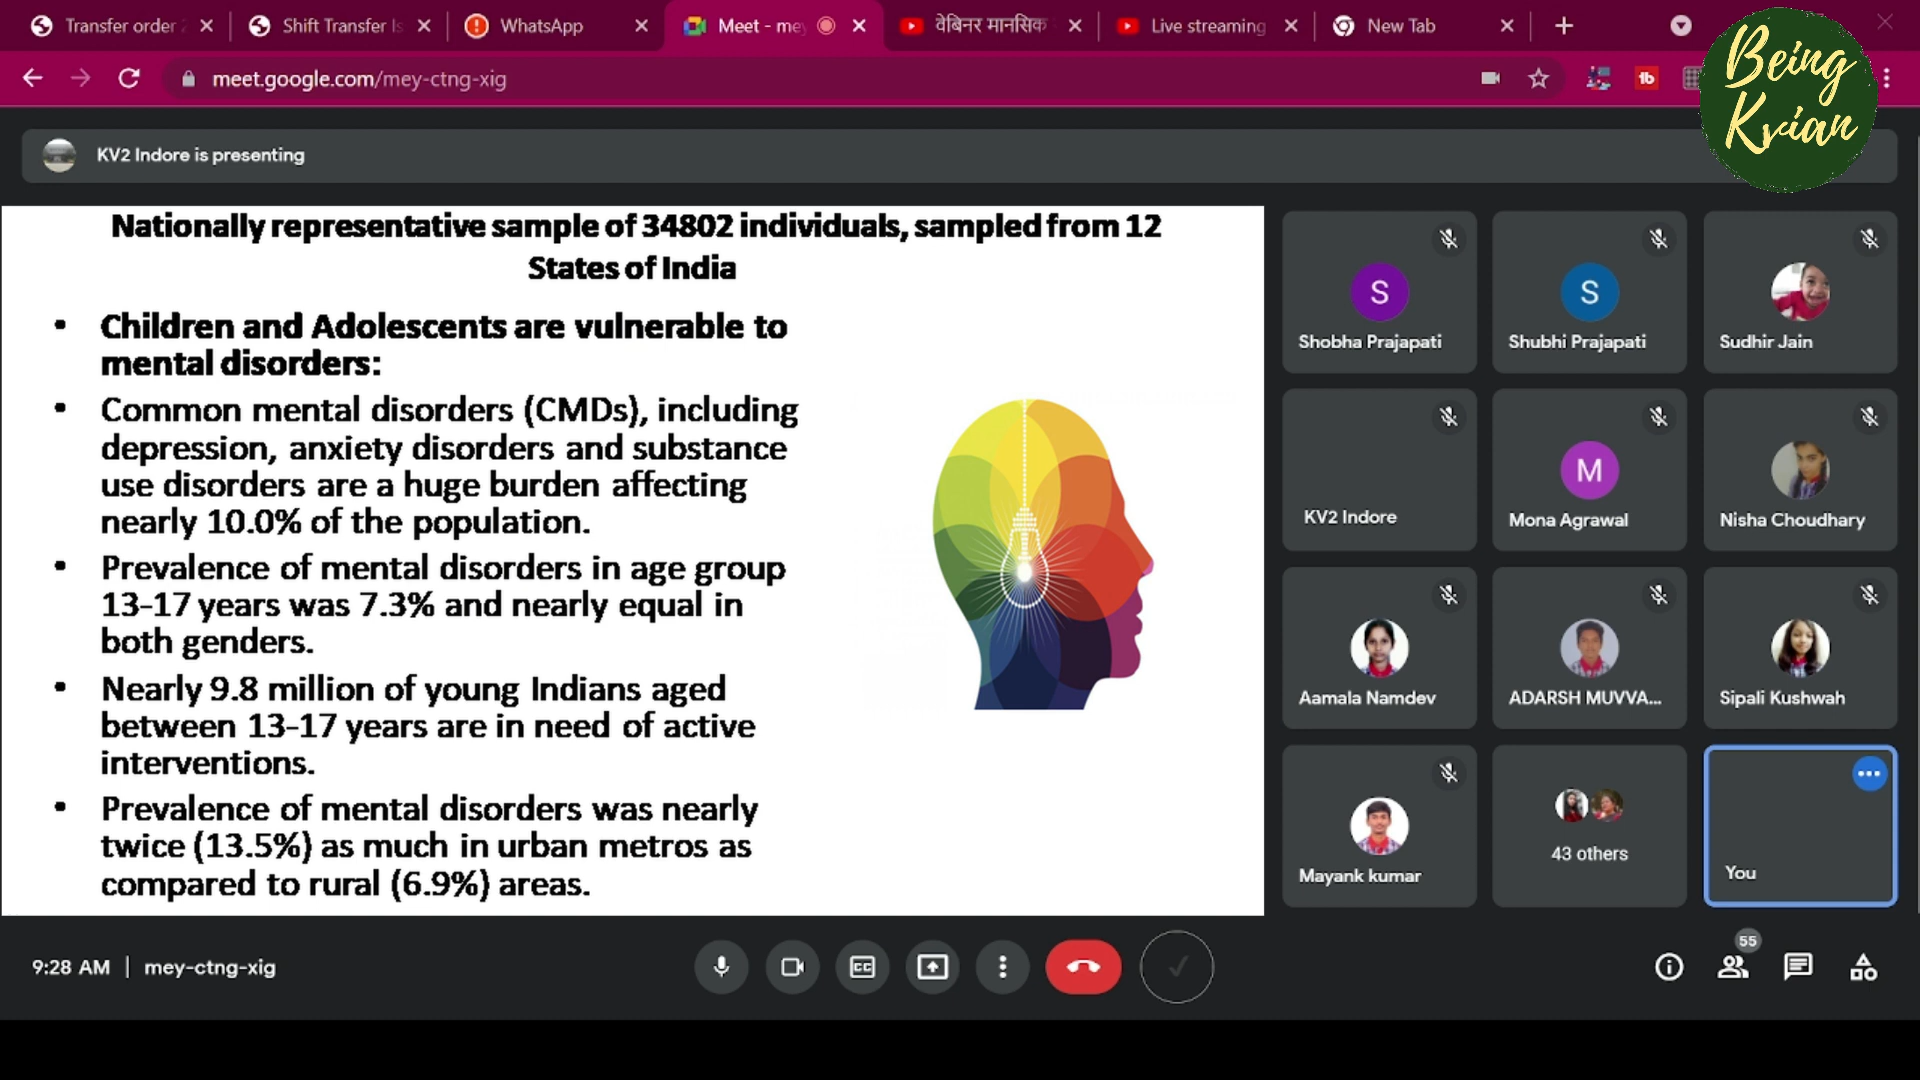 Transfer order
Shift Transfer Is
WhatsApp
Meet - me
वेबिनर मानसिक
Live streaming
New Tab
Being
Kvian
meet.google.com/mey-ctng-xig
KV2 Indore is presenting
Nationally representative sample of 34802 individuals, sampled from 12
States of India
• Children and Adolescents are vulnerable to
mental disorders:
• Common mental disorders (CMDs), including
depression, anxiety disorders and substance
use disorders are a huge burden affecting
nearly 10.0% of the population.
• Prevalence of mental disorders in age group
13-17 years was 7.3% and nearly equal in
both genders.
• Nearly 9.8 million of young Indians aged
between 13-17 years are in need of active
interventions.
• Prevalence of mental disorders was nearly
twice (13.5%) as much in urban metros as
compared to rural (6.9%) areas.
S
Shobha Prajapati
S
Shubhi Prajapati
Sudhir Jain
KV2 Indore
M
Mona Agrawal
Nisha Choudhary
Aamala Namdev
ADARSH MUVVA...
Sipali Kushwah
Mayank kumar
43 others
You
9:28 AM | mey-ctng-xig
CC
55